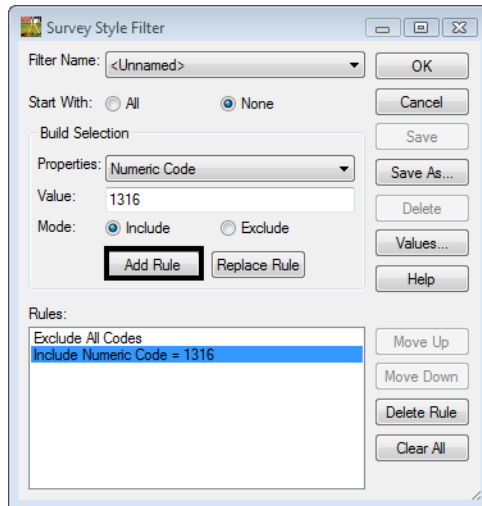 Survey Style Filter
Filter Name: <Unnamed> OK
Start With: All None Cancel
Build Selection Save
Properties: Numeric Code Save As...
Value: 1316 Delete
Mode: Include Exclude Values...
Add Rule Replace Rule Help
Rules:
Exclude All Codes Move Up
Include Numeric Code = 1316
Move Down
Delete Rule
Clear All